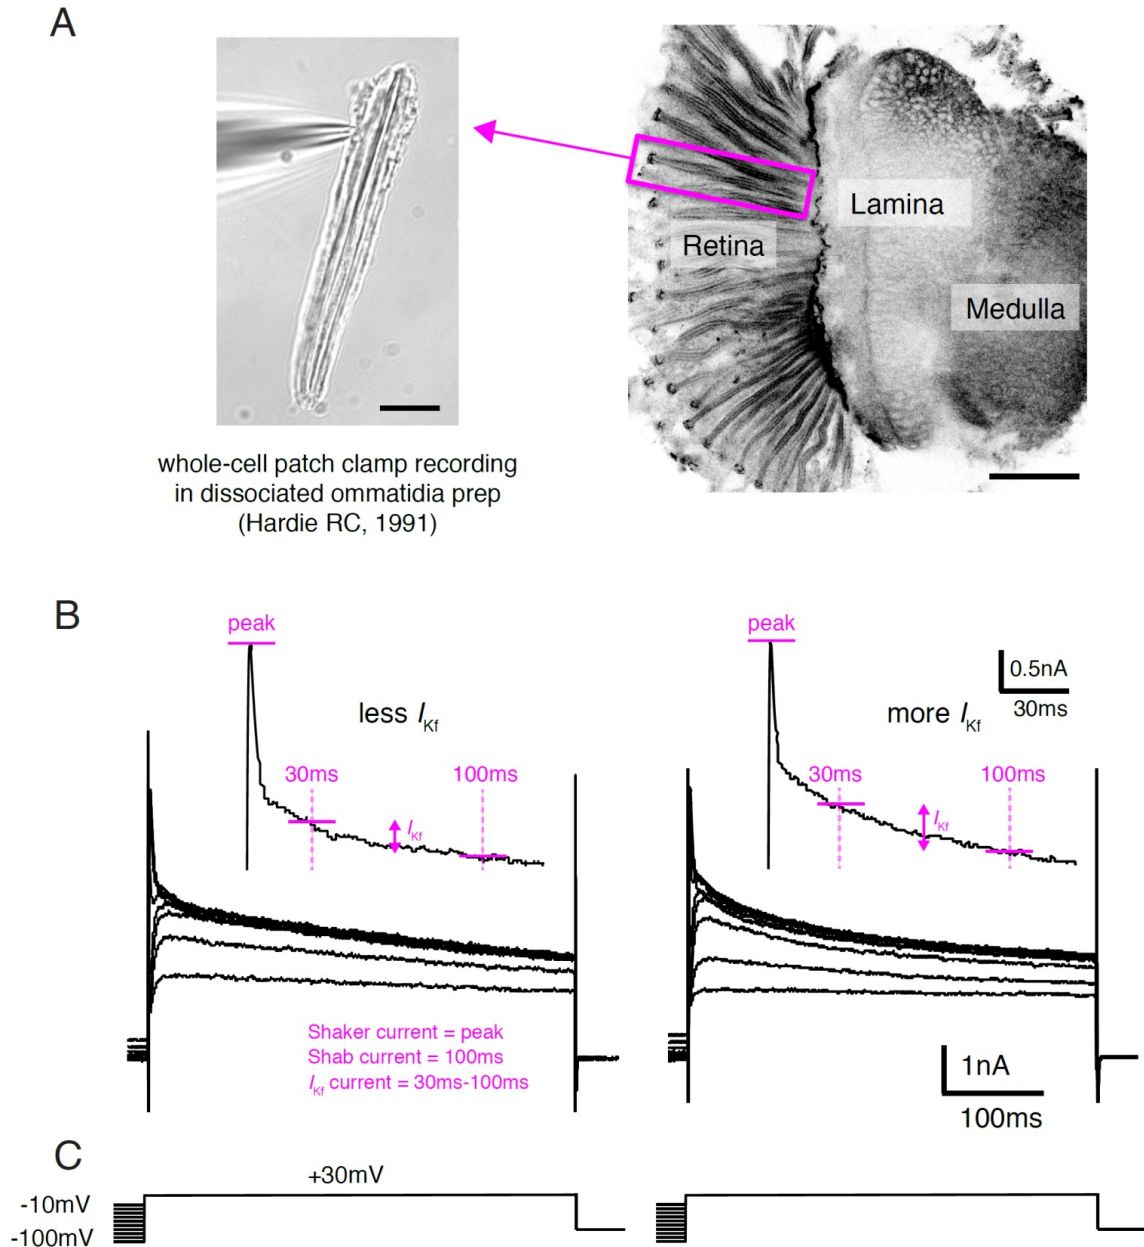 A
Retina
Lamina
Medulla
whole-cell patch clamp recording
in dissociated ommatidia prep
(Hardie RC, 1991)
B
peak
less IKf
30ms
100ms
IKf
Shaker current = peak
Shab current = 100ms
IKf current = 30ms-100ms
peak
more IKf
0.5nA
30ms
30ms
100ms
IKf
1nA
100ms
C
+30mV
-10mV
-100mV